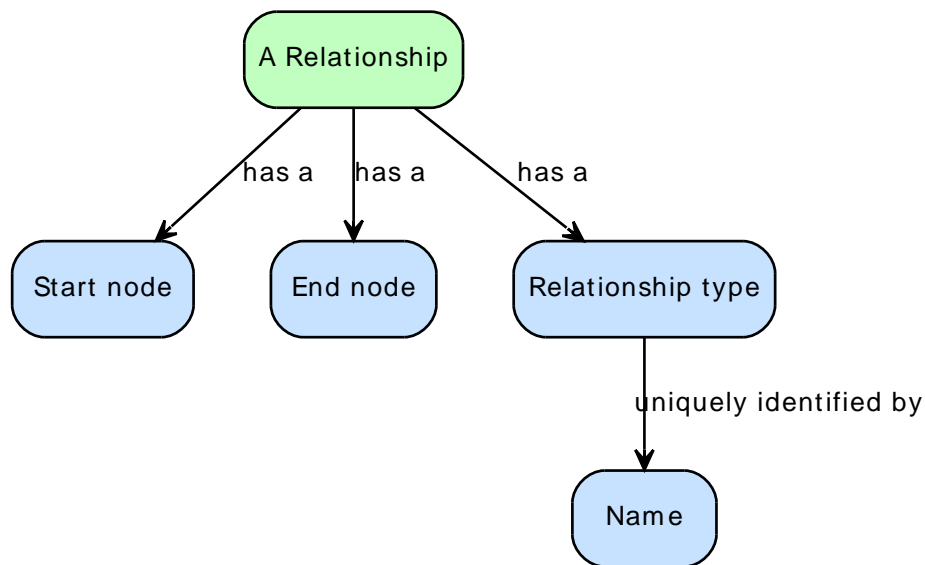 A Relationship
has a
has a
has a
Start node
End node
Relationship type
uniquely identified by
Name